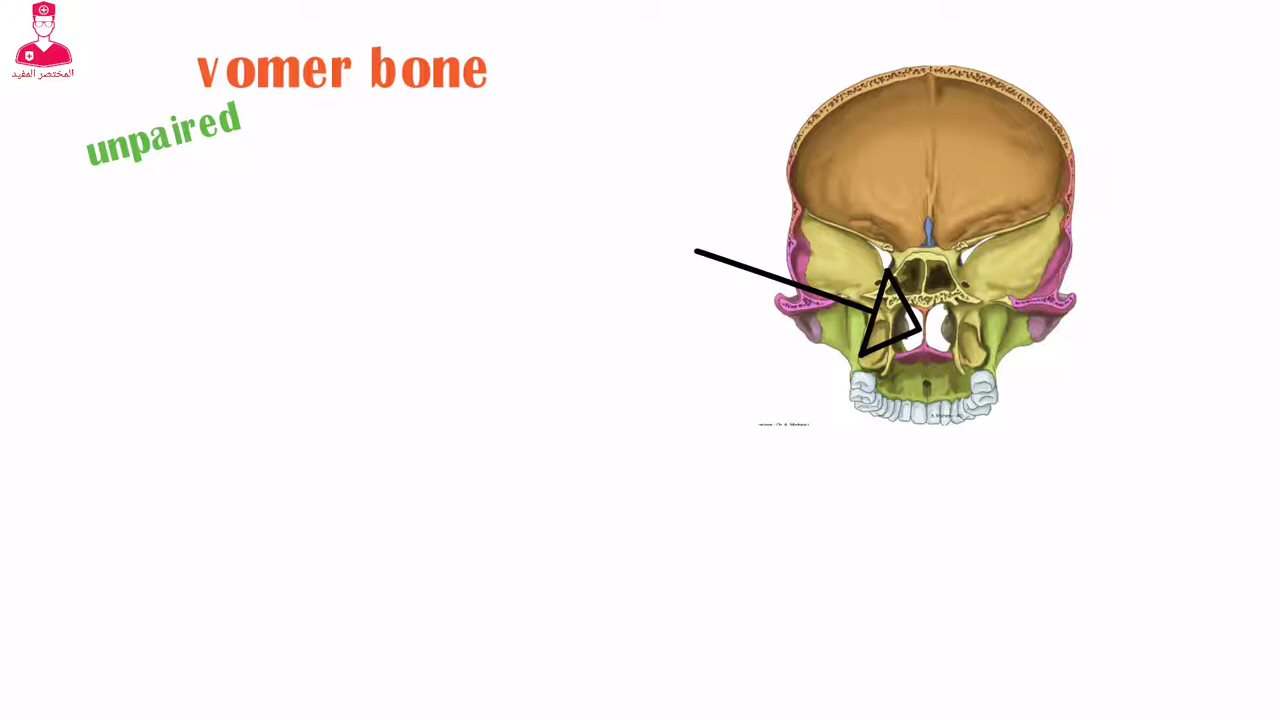 المختصر المفيد
vomer bone
unpaired